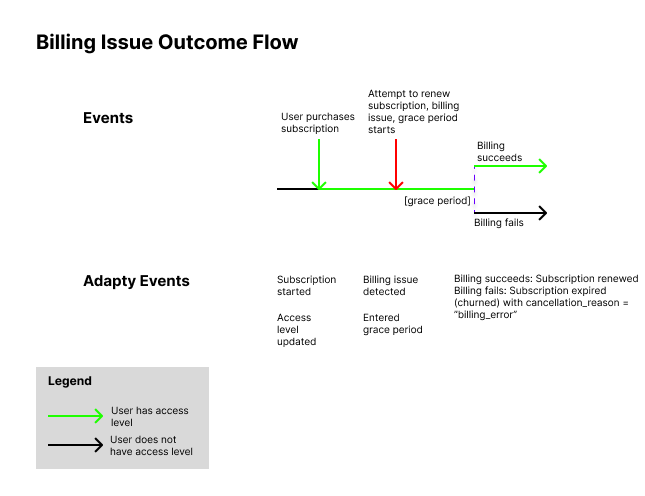 Billing Issue Outcome Flow
Events
User purchases
subscription
Attempt to renew
subscription, billing
issue, grace period
starts
Billing
succeeds
[grace period]
Billing fails
Adapty Events
Subscription
started
Access
level
updated
Billing issue
detected
Entered
grace period
Billing succeeds: Subscription renewed
Billing fails: Subscription expired
(churned) with cancellation_reason =
“billing_error”
Legend
User has access
level
User does not
have access level